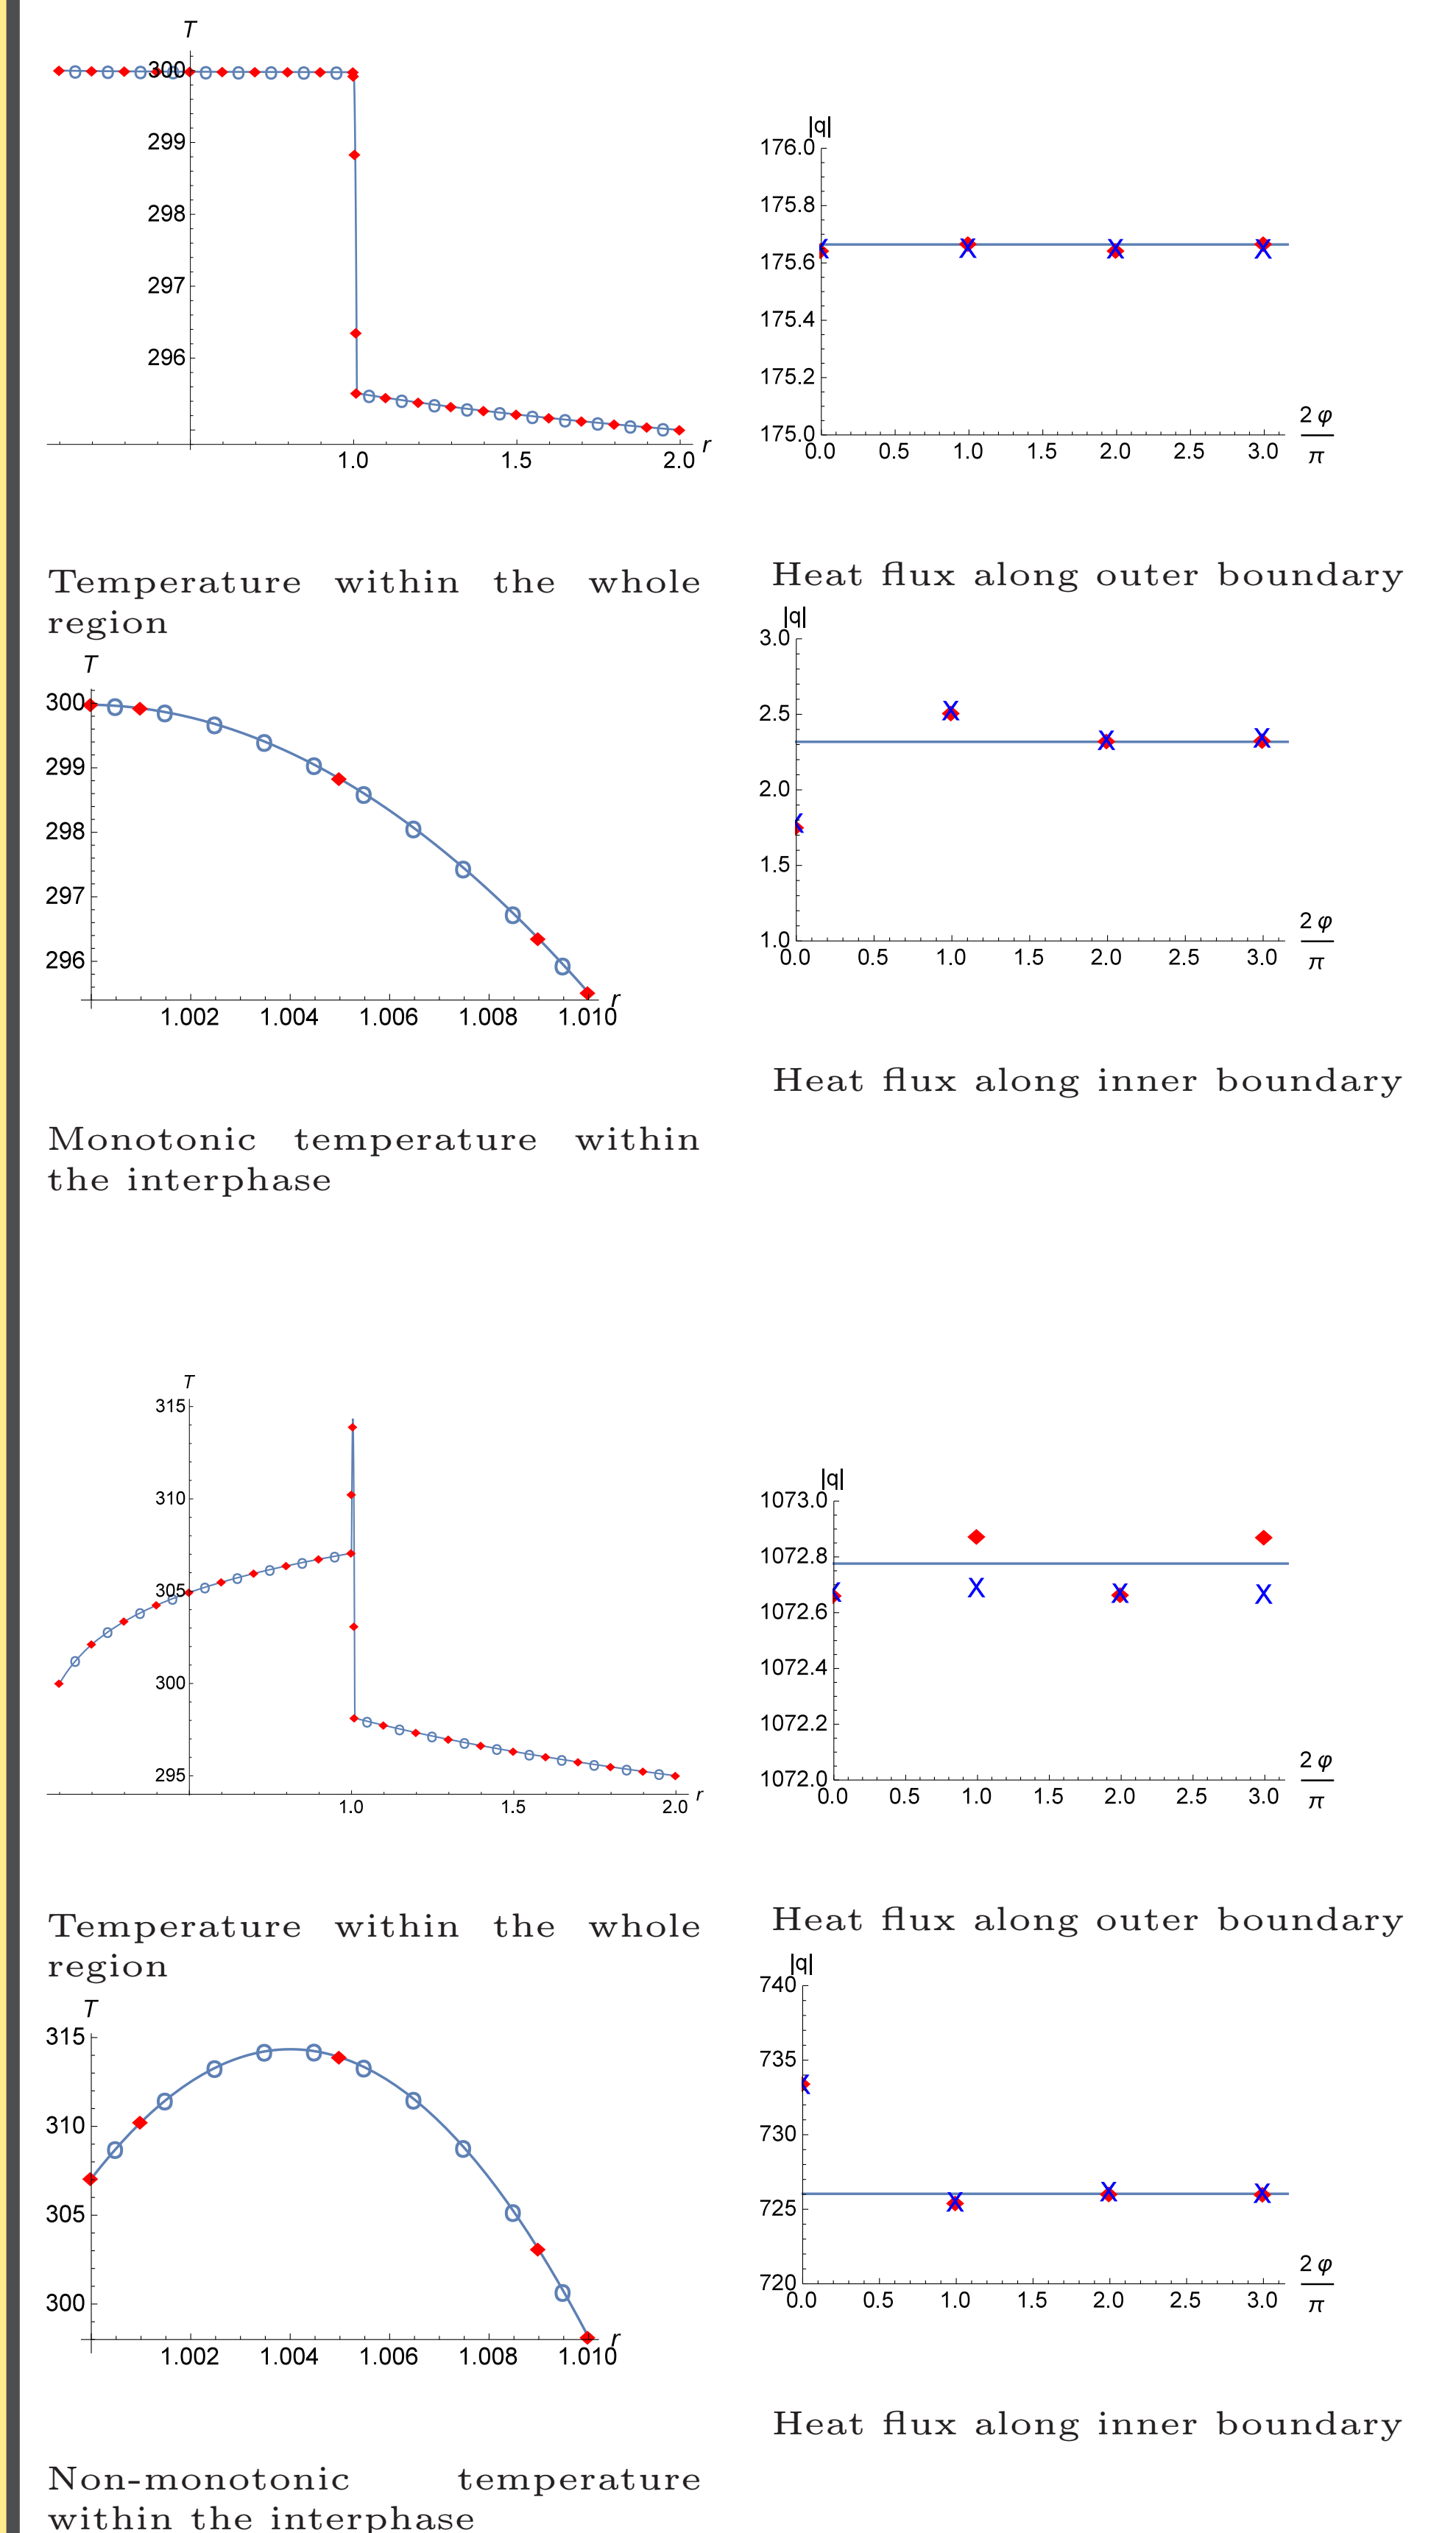 T
300
299
298
297
296
1.0 1.5 2.0 r
Temperature within the whole
region
|q|
176.0
175.8
175.6
175.4
175.2
175.0
0.0 0.5 1.0 1.5 2.0 2.5 3.0
2 φ
π
Heat flux along outer boundary
T
300
299
298
297
296
1.002 1.004 1.006 1.008 1.010 r
Monotonic temperature within
the interphase
|q|
3.0
2.5
2.0
1.5
1.0
0.0 0.5 1.0 1.5 2.0 2.5 3.0
2 φ
π
Heat flux along inner boundary
T
315
310
305
300
295
1.0 1.5 2.0 r
Temperature within the whole
region
|q|
1073.0
1072.8
1072.6
1072.4
1072.2
1072.0
0.0 0.5 1.0 1.5 2.0 2.5 3.0
2 φ
π
Heat flux along outer boundary
T
315
310
305
300
1.002 1.004 1.006 1.008 1.010 r
Non-monotonic temperature
within the interphase
|q|
740
735
730
725
720
0.0 0.5 1.0 1.5 2.0 2.5 3.0
2 φ
π
Heat flux along inner boundary